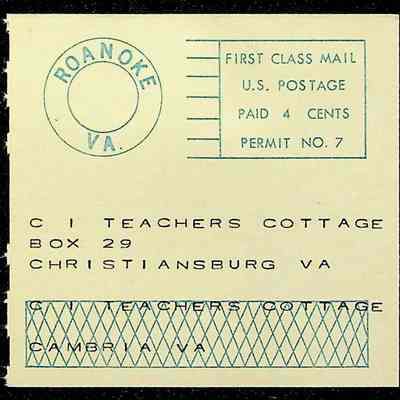 ROANOKE
VA.
FIRST CLASS MAIL
U.S. POSTAGE
PAID 4 CENTS
PERMIT NO. 7
C I TEACHERS COTTAGE
BOX 29
CHRISTIANSBURG VA
C I TEACHERS COTTAGE
CAMBRIA VA